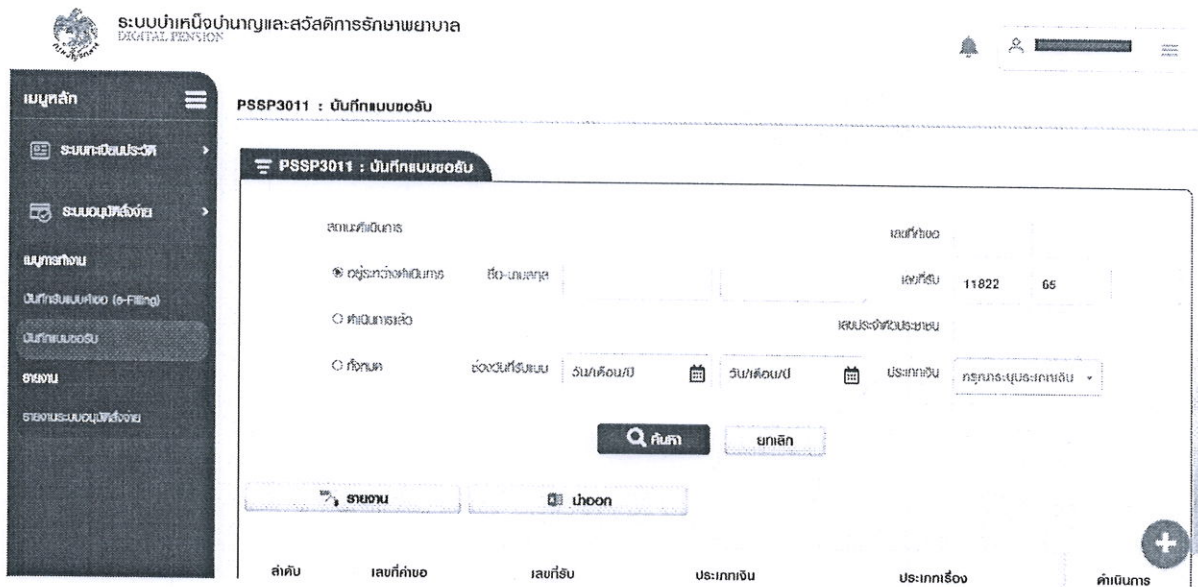 ระบบบำเหน็จบำนาญและสวัสดิการรักษาพยาบาล
DIGITAL PENSION
กรมบัญชีกลาง
เมนูหลัก
ระบบทะเบียนประวัติ
ระบบอนุมัติสั่งจ่าย
เมนูการทำงาน
บันทึกรับแบบคำขอ (e-Filling)
บันทึกแบบขอรับ
รายงาน
รายงานระบบอนุมัติสั่งจ่าย
PSSP3011 : บันทึกแบบขอรับ
PSSP3011 : บันทึกแบบขอรับ
สถานะดำเนินการ เลขที่คำขอ
อยู่ระหว่างดำเนินการ ชื่อ-นามสกุล เลขที่รับ 11822 65
ดำเนินการแล้ว เลขประจำตัวประชาชน
ทั้งหมด ช่วงวันที่รับแบบ วัน/เดือน/ปี วัน/เดือน/ปี ประเภทเงิน กรุณาระบุประเภทเงิน
ค้นหา ยกเลิก
รายงาน นำออก
ลำดับ เลขที่คำขอ เลขที่รับ ประเภทเงิน ประเภทเรื่อง ดำเนินการ